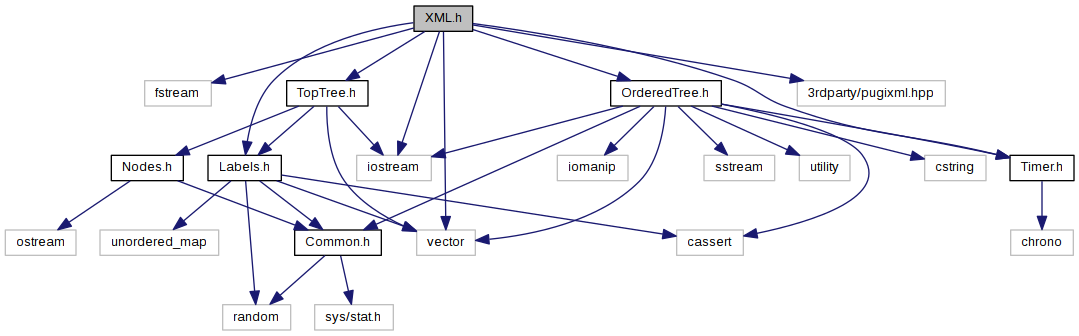 XML.h
fstream
TopTree.h
OrderedTree.h
3rdparty/pugixml.hpp
Nodes.h
Labels.h
iostream
iomanip
sstream
utility
cstring
Timer.h
ostream
unordered_map
Common.h
vector
cassert
chrono
random
sys/stat.h